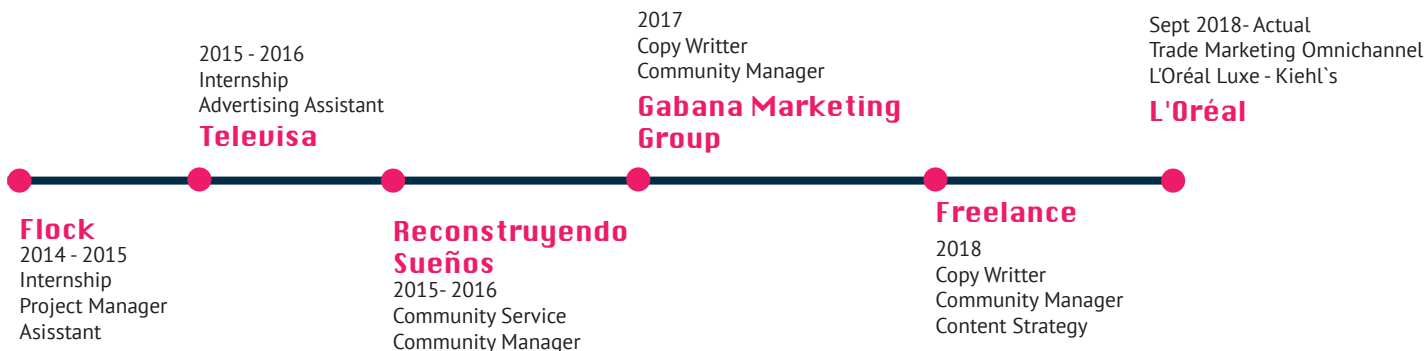 Flock
2014 - 2015
Internship
Project Manager
Asisstant
2015 - 2016
Internship
Advertising Assistant
Televisa
Reconstruyendo
Sueños
2015- 2016
Community Service
Community Manager
2017
Copy Writter
Community Manager
Gabana Marketing
Group
Freelance
2018
Copy Writter
Community Manager
Content Strategy
Sept 2018- Actual
Trade Marketing Omnichannel
L'Oréal Luxe - Kiehl`s
L'Oréal